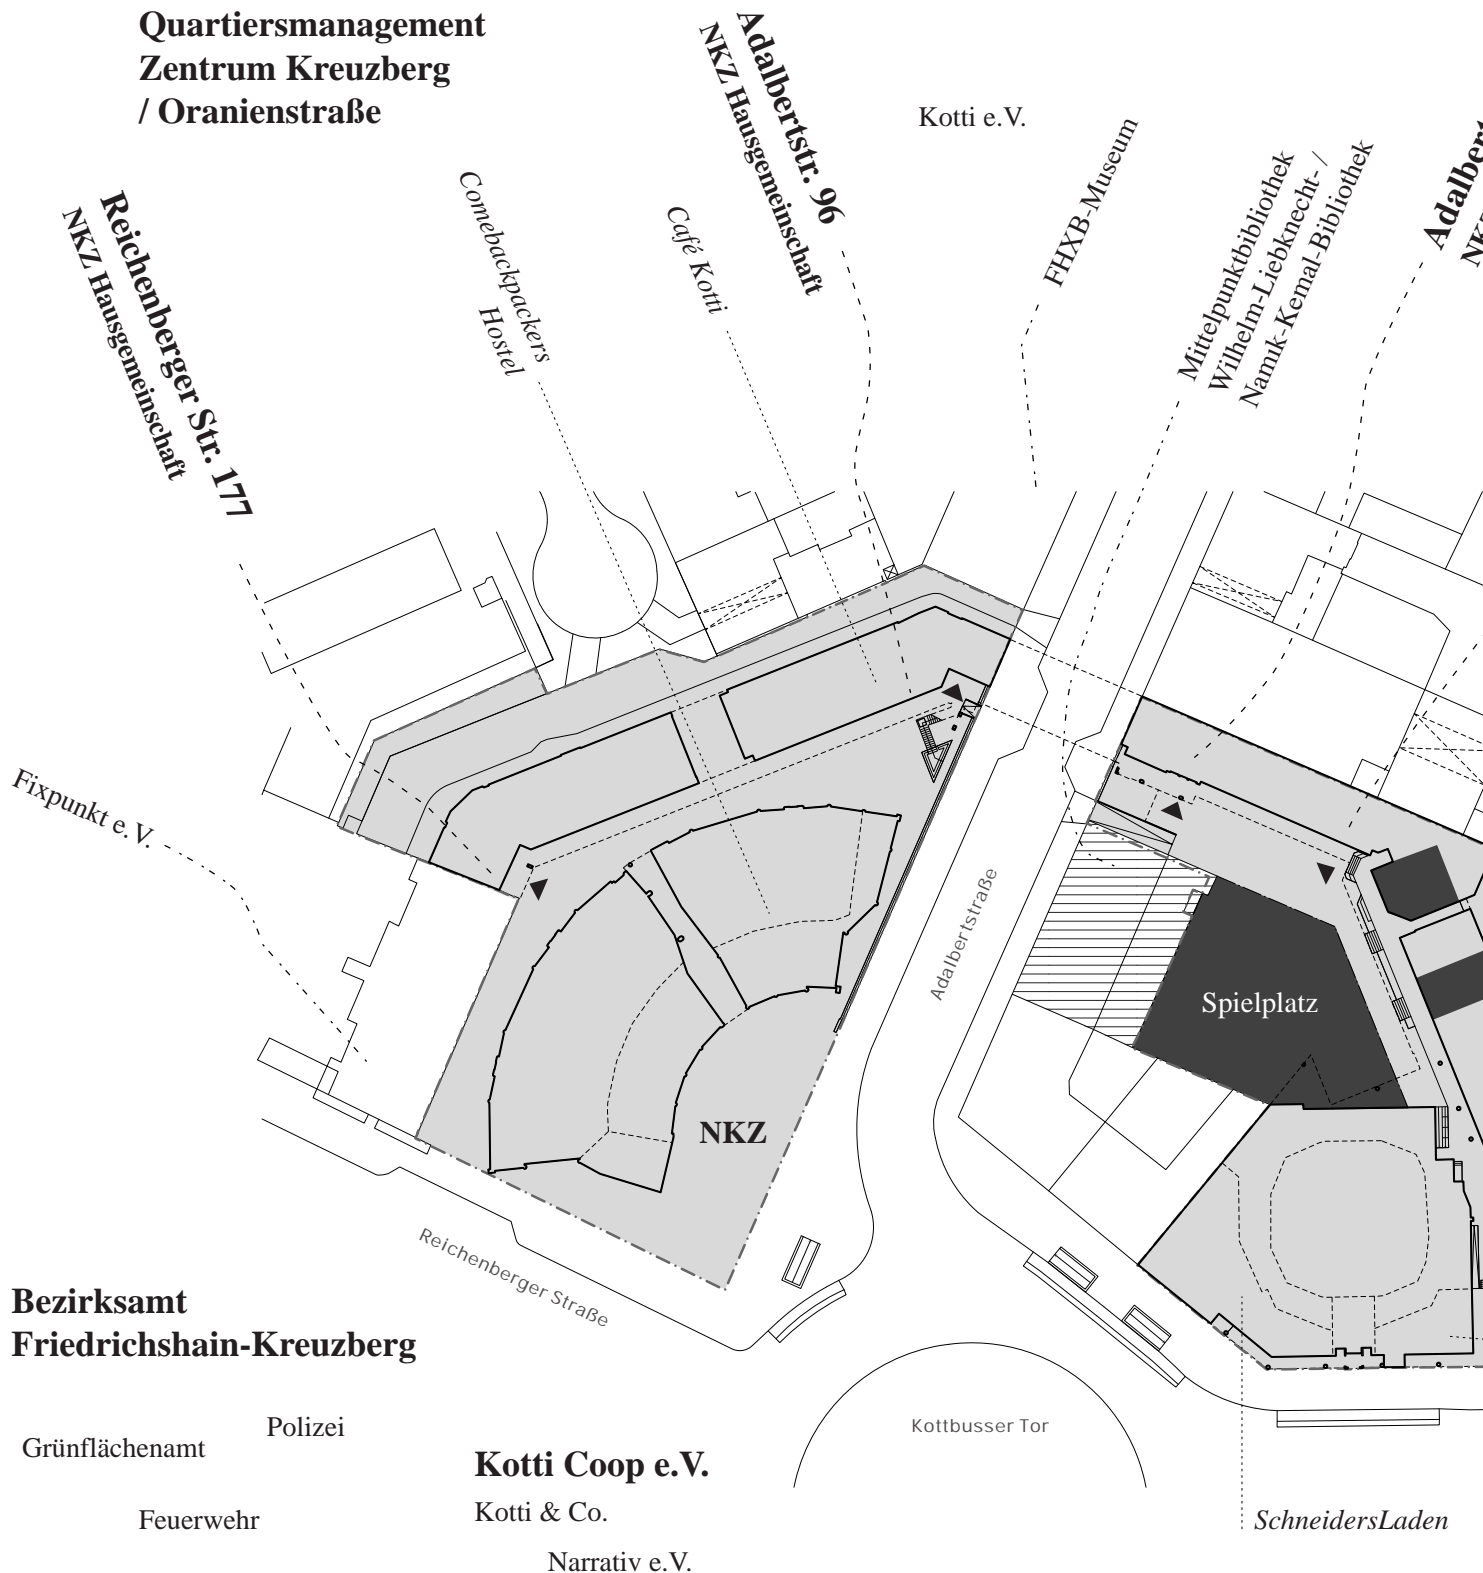 Quartiersmanagement
Zentrum Kreuzberg
/ Oranienstraße
Adalbertstr. 96
NKZ Hausgemeinschaft
Kotti e.V.
FHXB-Museum
Mittelpunktbibliothek
Wilhelm-Liebknecht- /
Namık-Kemal-Bibliothek
Adalbert
NK
Reichenberger Str. 177
NKZ Hausgemeinschaft
Comebackpackers
Hostel
Café Kotti
Fixpunkt e. V.
Adalbertstraße
Spielplatz
NKZ
Reichenberger Straße
Bezirksamt
Friedrichshain-Kreuzberg
Polizei
Grünflächenamt
Feuerwehr
Kottbusser Tor
Kotti Coop e.V.
Kotti & Co.
Narrativ e.V.
SchneidersLaden